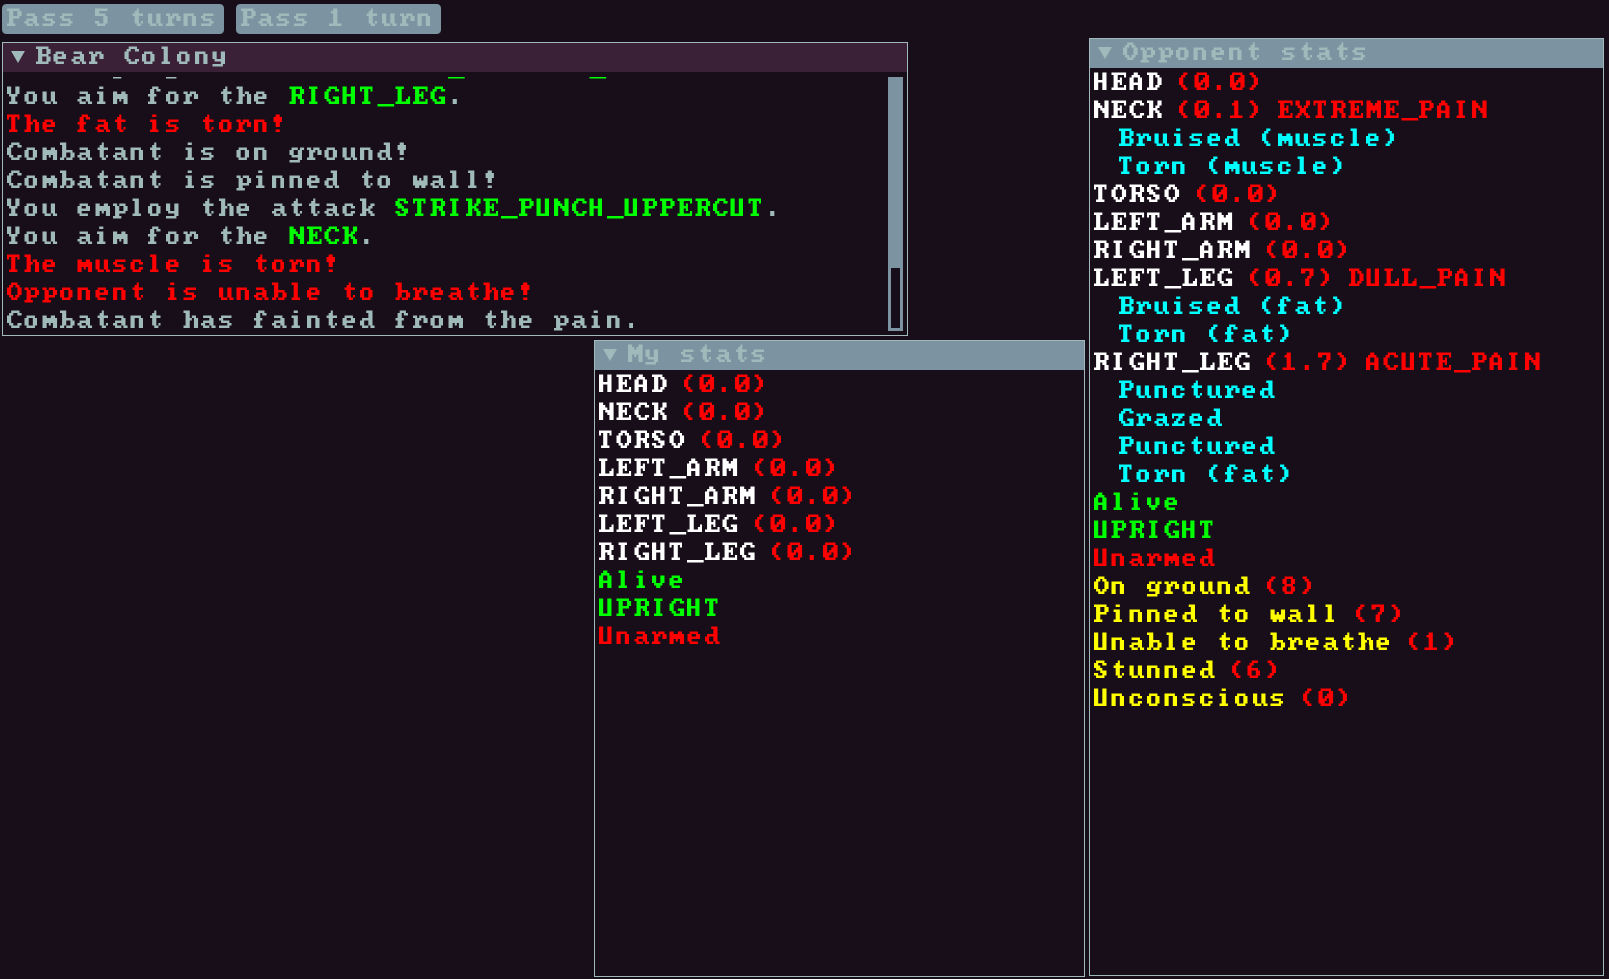 Pass 5 turns
Pass 1 turn
Bear Colony
You aim for the RIGHT_LEG.
The fat is torn!
Combatant is on ground!
Combatant is pinned to wall!
You employ the attack STRIKE_PUNCH_UPPERCUT.
You aim for the NECK.
The muscle is torn!
Opponent is unable to breathe!
Combatant has fainted from the pain.
My stats
HEAD (0.0)
NECK (0.0)
TORSO (0.0)
LEFT_ARM (0.0)
RIGHT_ARM (0.0)
LEFT_LEG (0.0)
RIGHT_LEG (0.0)
Alive
UPRIGHT
Unarmed
Opponent stats
HEAD (0.0)
NECK (0.1) EXTREME_PAIN
Bruised (muscle)
Torn (muscle)
TORSO (0.0)
LEFT_ARM (0.0)
RIGHT_ARM (0.0)
LEFT_LEG (0.7) DULL_PAIN
Bruised (fat)
Torn (fat)
RIGHT_LEG (1.7) ACUTE_PAIN
Punctured
Grazed
Punctured
Torn (fat)
Alive
UPRIGHT
Unarmed
On ground (8)
Pinned to wall (7)
Unable to breathe (1)
Stunned (6)
Unconscious (0)